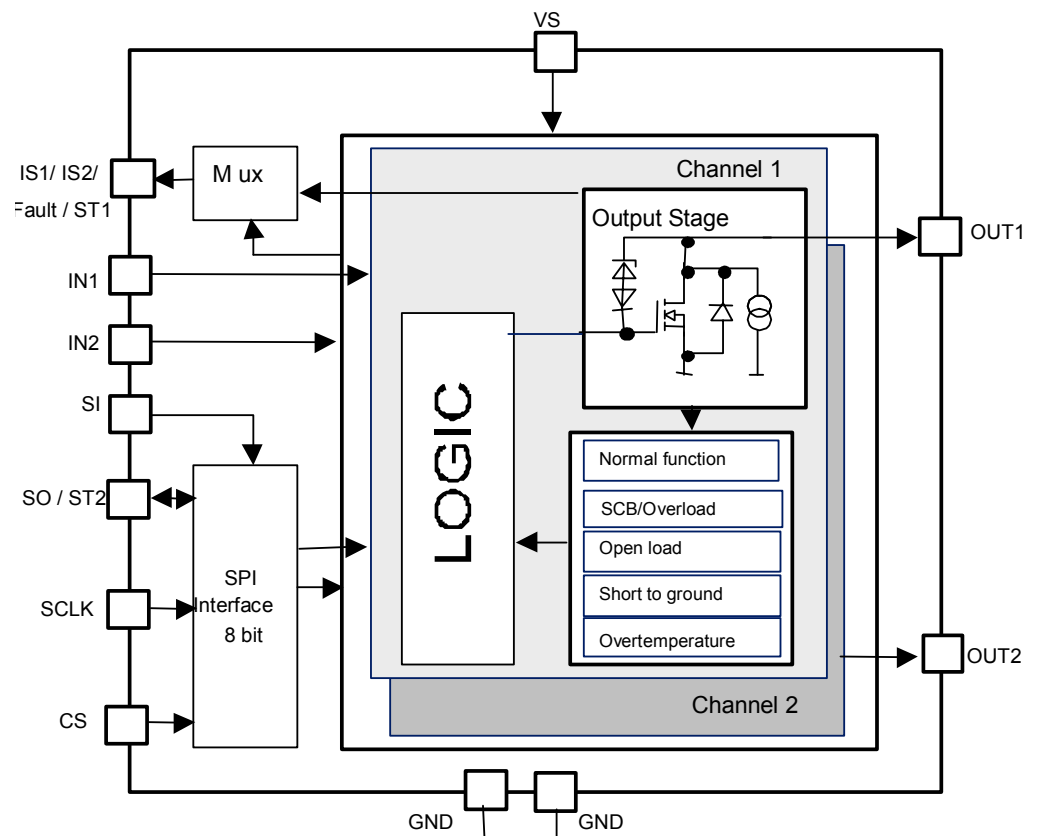 VS
IS1/ IS2/
Fault / ST1
M ux
Channel 1
Output Stage
OUT1
IN1
IN2
SI
LOGIC
Normal function
SCB/Overload
Open load
Short to ground
Overtemperature
SO / ST2
SPI
Interface
8 bit
SCLK
OUT2
CS
Channel 2
GND
GND